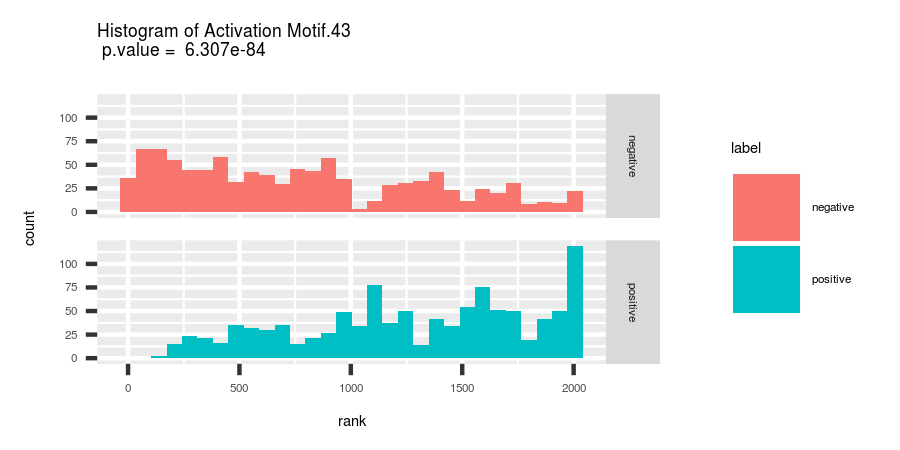 Histogram of Activation Motif.43
p.value =  6.307e-84
count
100
75
50
25
0
negative
100
75
50
25
0
positive
0
500
1000
1500
2000
rank
label
negative
positive